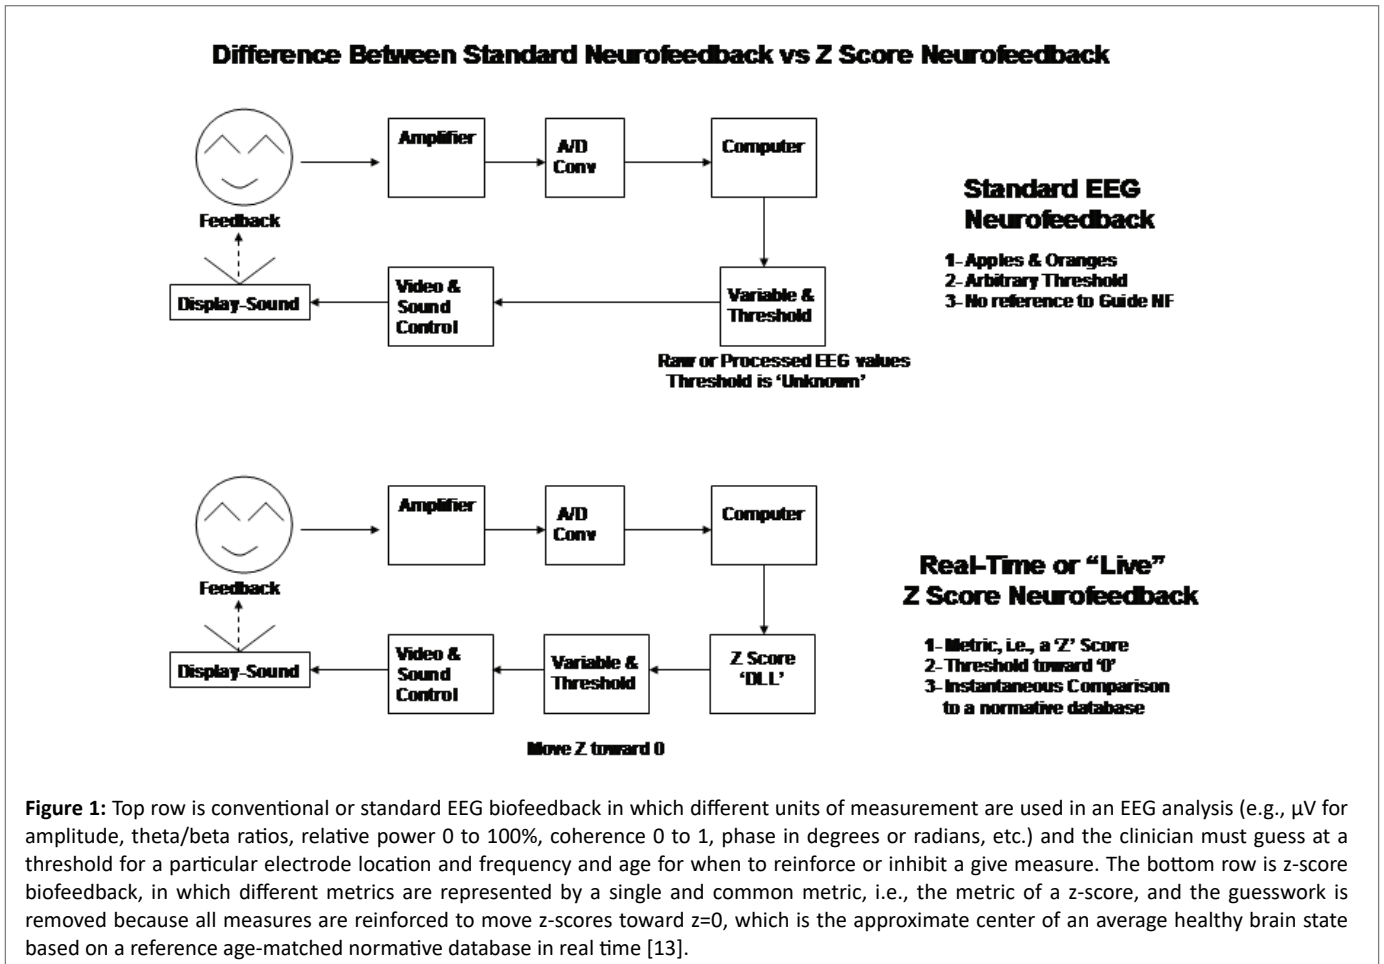 Difference Between Standard Neurofeedback vs Z Score Neurofeedback
Amplifier
A/D
Conv
Computer
Feedback
Display-Sound
Video &
Sound
Control
Variable &
Threshold
Raw or Processed EEG values
Threshold is ‘Unknown’
Standard EEG
Neurofeedback
1- Apples & Oranges
2- Arbitrary Threshold
3- No reference to Guide NF
Amplifier
A/D
Conv
Computer
Feedback
Display-Sound
Video &
Sound
Control
Variable &
Threshold
Z Score
‘DLL’
Move Z toward 0
Real-Time or “Live”
Z Score Neurofeedback
1- Metric, i.e., a ‘Z’ Score
2- Threshold toward ‘0’
3- Instantaneous Comparison
to a normative database
Figure 1: Top row is conventional or standard EEG biofeedback in which different units of measurement are used in an EEG analysis (e.g., μV for
amplitude, theta/beta ratios, relative power 0 to 100%, coherence 0 to 1, phase in degrees or radians, etc.) and the clinician must guess at a
threshold for a particular electrode location and frequency and age for when to reinforce or inhibit a give measure. The bottom row is z-score
biofeedback, in which different metrics are represented by a single and common metric, i.e., the metric of a z-score, and the guesswork is
removed because all measures are reinforced to move z-scores toward z=0, which is the approximate center of an average healthy brain state
based on a reference age-matched normative database in real time [13].